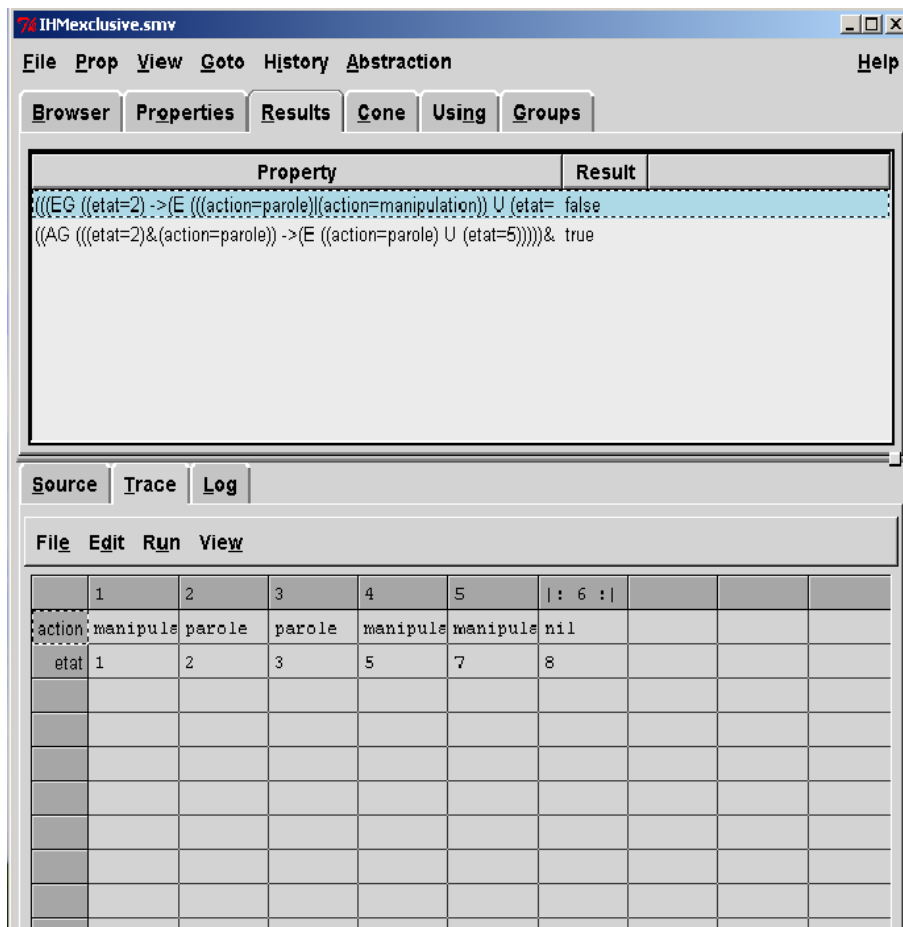 IHMexclusive.smv
File Prop View Goto History Abstraction Help
Browser Properties Results Cone Using Groups
Property Result
(((EG ((etat=2) ->(E (((action=parole)|(action=manipulation)) U (etat= false
((AG (((etat=2)&(action=parole)) ->(E ((action=parole) U (etat=5)))))& true
Source Trace Log
File Edit Run View
1 2 3 4 5 |: 6 :|
action manipula parole parole manipula manipula nil
etat 1 2 3 5 7 8